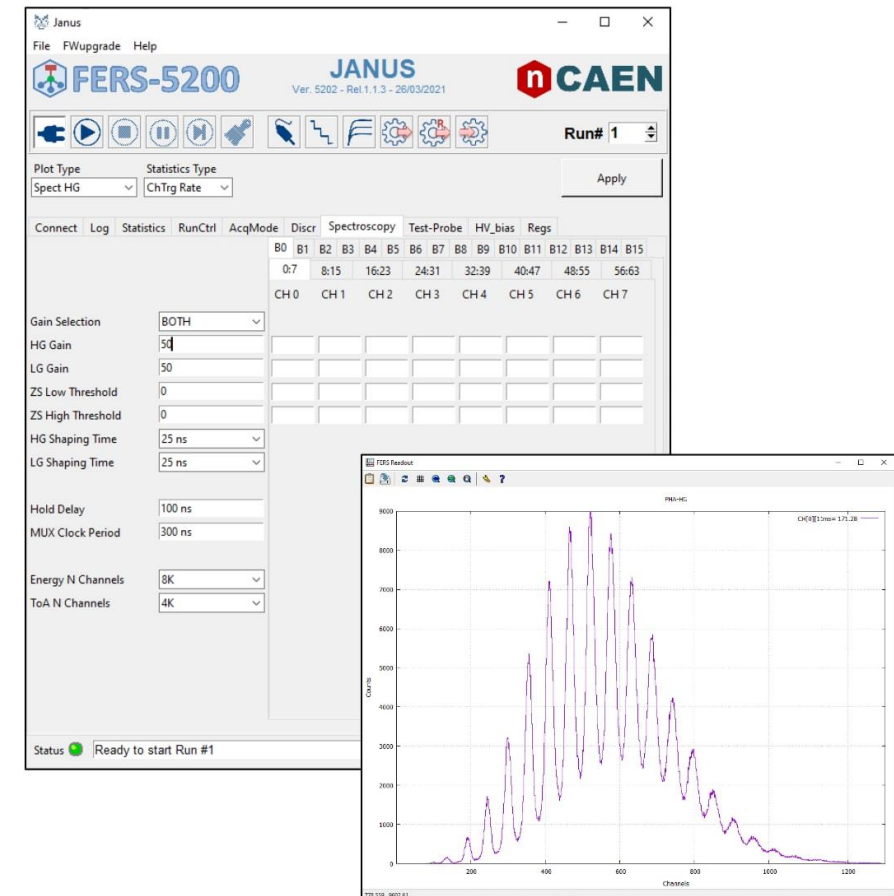 Janus
File FWupgrade Help
FERS-5200
JANUS
Ver. 5202 - Rel.1.1.3 - 26/03/2021
n CAEN
Run# 1
Plot Type
Statistics Type
Spect HG
ChTrg Rate
Apply
Connect Log Statistics RunCtrl AcqMode Discr Spectroscopy Test-Probe HV_bias Regs
B0 B1 B2 B3 B4 B5 B6 B7 B8 B9 B10 B11 B12 B13 B14 B15
0:7 8:15 16:23 24:31 32:39 40:47 48:55 56:63
CH 0 CH 1 CH 2 CH 3 CH 4 CH 5 CH 6 CH 7
Gain Selection BOTH
HG Gain 50
LG Gain 50
ZS Low Threshold 0
ZS High Threshold 0
HG Shaping Time 25 ns
LG Shaping Time 25 ns
Hold Delay 100 ns
MUX Clock Period 300 ns
Energy N Channels 8K
ToA N Channels 4K
Status Ready to start Run #1
FERS Readout
PHA-HG
9000
8000
7000
6000
5000
4000
3000
2000
1000
0
Counts
200 400 600 800 1000 1200
Channels